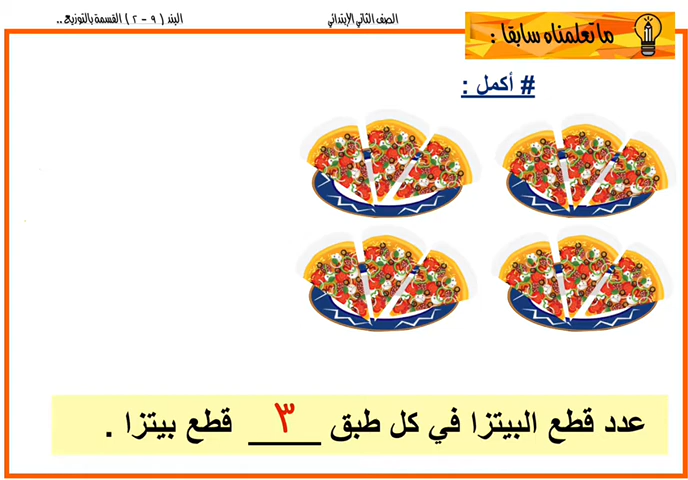 البند ( ٩ - ٢ ) القسمة بالتوزيع ..
الصف الثاني الإبتدائي
ما تعلمناه سابقا :
# أكمل :
عدد قطع البيتزا في كل طبق ٣ قطع بيتزا .